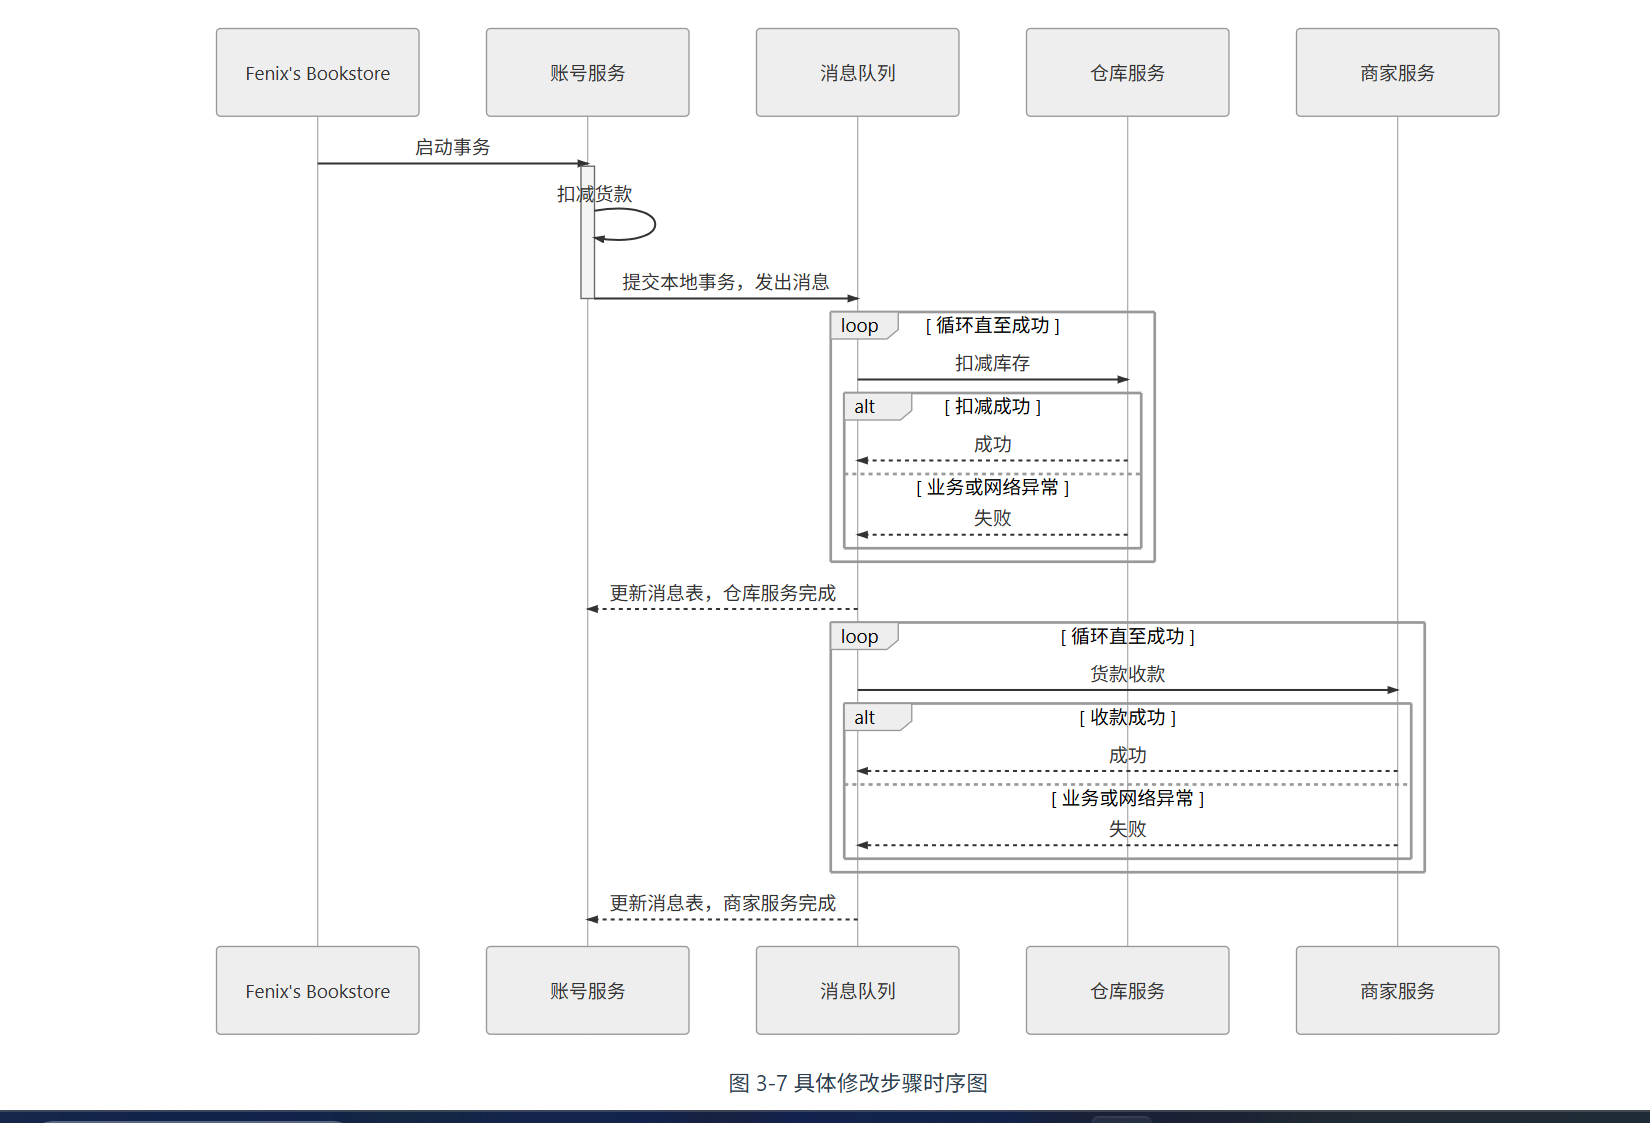 Fenix's Bookstore
账号服务
消息队列
仓库服务
商家服务
启动事务
扣减货款
提交本地事务，发出消息
loop
[ 循环直至成功 ]
扣减库存
alt
[ 扣减成功 ]
成功
[ 业务或网络异常 ]
失败
更新消息表，仓库服务完成
loop
[ 循环直至成功 ]
货款收款
alt
[ 收款成功 ]
成功
[ 业务或网络异常 ]
失败
更新消息表，商家服务完成
Fenix's Bookstore
账号服务
消息队列
仓库服务
商家服务
图 3-7 具体修改步骤时序图